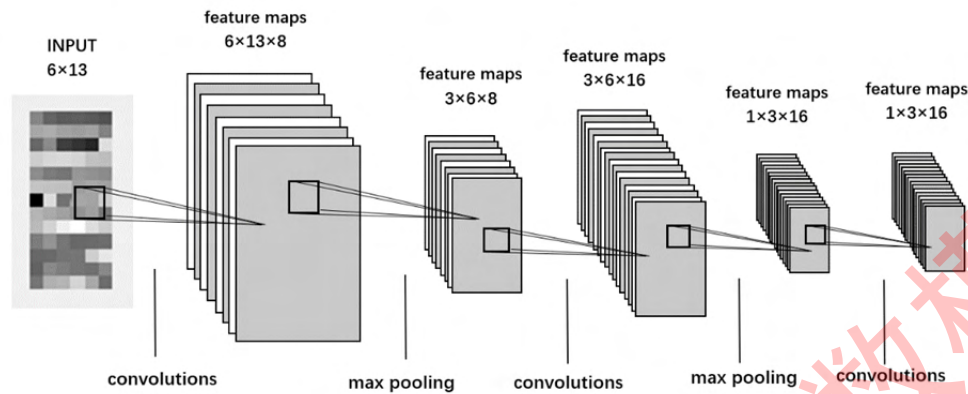 INPUT
6×13
feature maps
6×13×8
feature maps
3×6×8
feature maps
3×6×16
feature maps
1×3×16
feature maps
1×3×16
convolutions
max pooling
convolutions
max pooling
convolutions